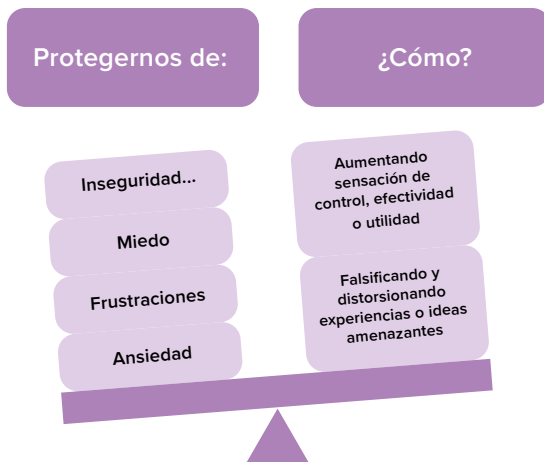 Protegernos de:
¿Cómo?
Inseguridad...
Miedo
Frustraciones
Ansiedad
Aumentando
sensación de
control, efectividad
o utilidad
Falsificando y
distorsionando
experiencias o ideas
amenazantes